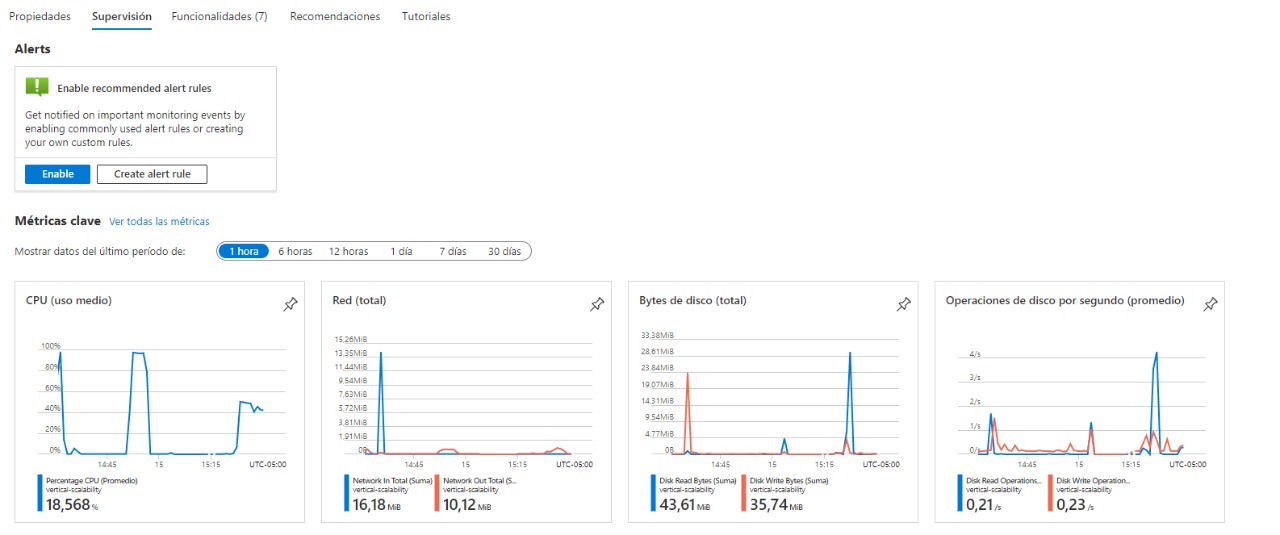 Propiedades Supervisión Funcionalidades (7) Recomendaciones Tutoriales
Alerts
Enable recommended alert rules
Get notified on important monitoring events by
enabling commonly used alert rules or creating
your own custom rules.
Enable Create alert rule
Métricas clave Ver todas las métricas
Mostrar datos del último período de: 1 hora 6 horas 12 horas 1 día 7 días 30 días
CPU (uso medio)
100%
80%
60%
40%
20%
0%
14:45 15 15:15 UTC-05:00
Percentage CPU (Promedio)
vertical-scalability
18,568 %
Red (total)
15,26MiB
13,35MiB
11,44MiB
9,54MiB
7,63MiB
5,72MiB
3,81MiB
1,91MiB
0B
14:45 15 15:15 UTC-05:00
Network In Total (Suma) Network Out Total (S...
vertical-scalability vertical-scalability
16,18 MiB 10,12 MiB
Bytes de disco (total)
33,38MiB
28,61MiB
23,84MiB
19,07MiB
14,31MiB
9,54MiB
4,77MiB
0B
14:45 15 15:15 UTC-05:00
Disk Read Bytes (Suma) Disk Write Bytes (Suma)
vertical-scalability vertical-scalability
43,61 MiB 35,74 MiB
Operaciones de disco por segundo (promedio)
4/s
3/s
2/s
1/s
0/s
14:45 15 15:15 UTC-05:00
Disk Read Operations... Disk Write Operation...
vertical-scalability vertical-scalability
0,21 /s 0,23 /s